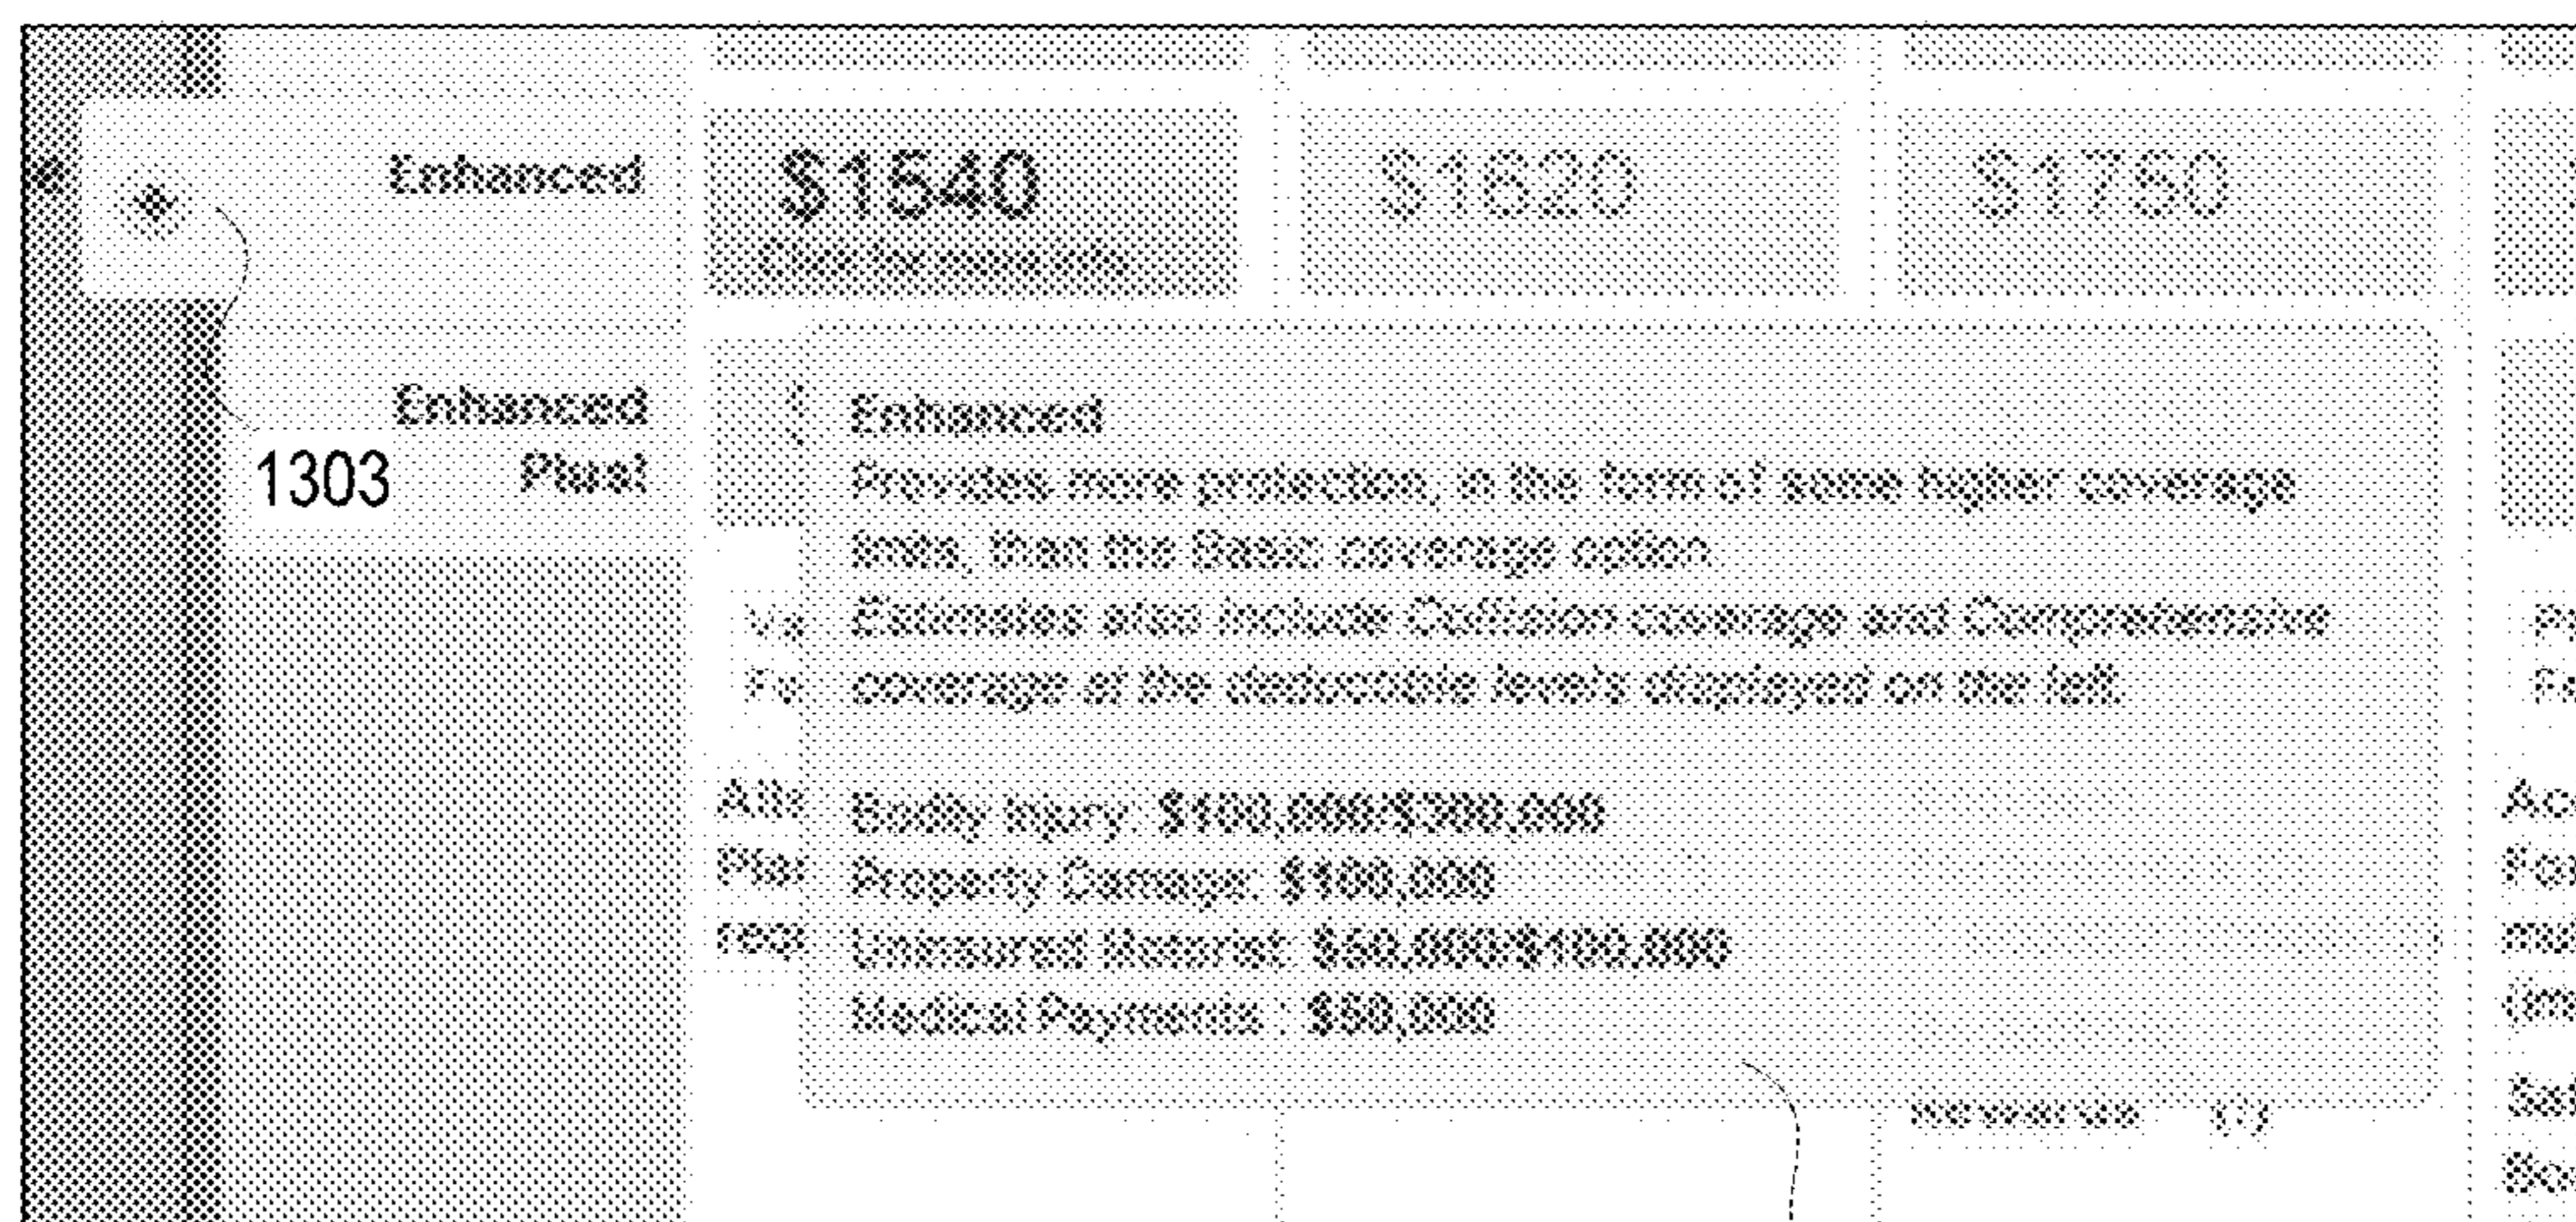 Enhanced
$1540
$1620
$1750
Enhanced
Plus!
1303
Enhanced
Provides more protection, in the form of some higher coverage
limits, than the Basic coverage option
Estimates also include Collision coverage and Comprehensive
coverage at the deductible levels displayed on the left.
Bodily Injury: $100,000/$300,000
Property Damage: $100,000
Uninsured Motorist: $50,000/$100,000
Medical Payments : $50,000